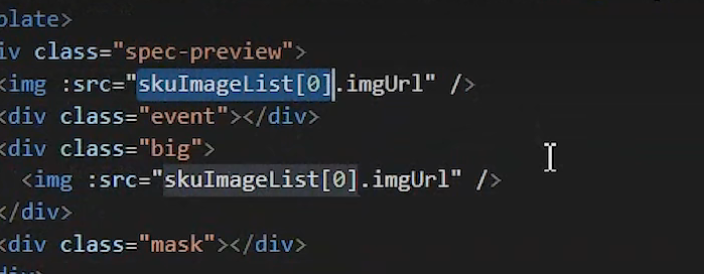 plate>
iv class="spec-preview">
<img :src="skuImageList[0].imgUrl" />
<div class="event"></div>
<div class="big">
<img :src="skuImageList[0].imgUrl" />
</div>
<div class="mask"></div>